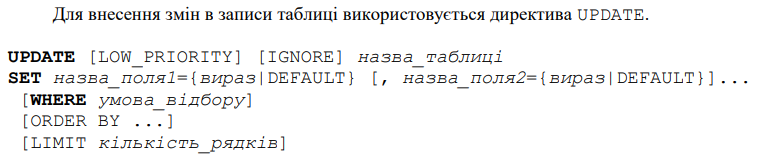 Для внесення змін в записи таблиці використовується директива UPDATE.
UPDATE [LOW_PRIORITY] [IGNORE] назва_таблиці
SET назва_поля1={вираз|DEFAULT} [, назва_поля2={вираз|DEFAULT}]...
[WHERE умова_відбору]
[ORDER BY ...]
[LIMIT кількість_рядків]